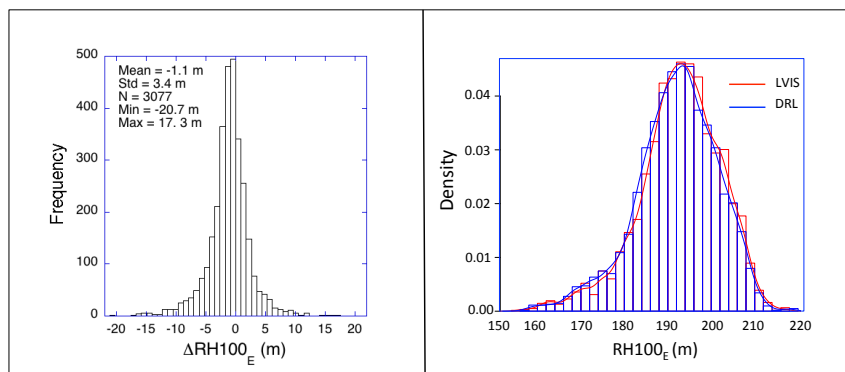 500
400
300
200
100
0
Frequency
Mean = -1.1 m
Std = 3.4 m
N = 3077
Min = -20.7 m
Max = 17. 3 m
-20 -15 -10 -5 0 5 10 15 20
ΔRH100E (m)
0.04
0.03
0.02
0.01
0.00
Density
LVIS
DRL
150 160 170 180 190 200 210 220
RH100E (m)